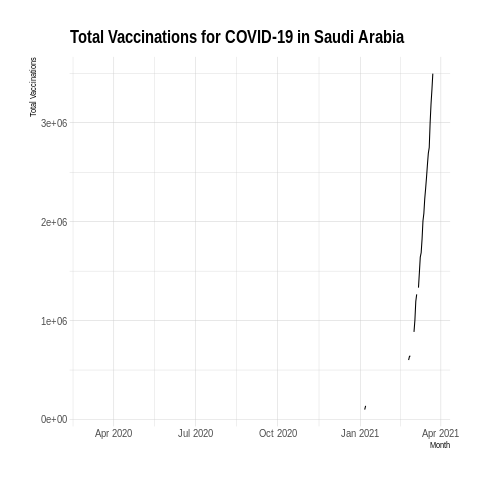 Total Vaccinations for COVID-19 in Saudi Arabia
Total Vaccinations
3e+06
2e+06
1e+06
0e+00
Apr 2020 Jul 2020 Oct 2020 Jan 2021 Apr 2021
Month